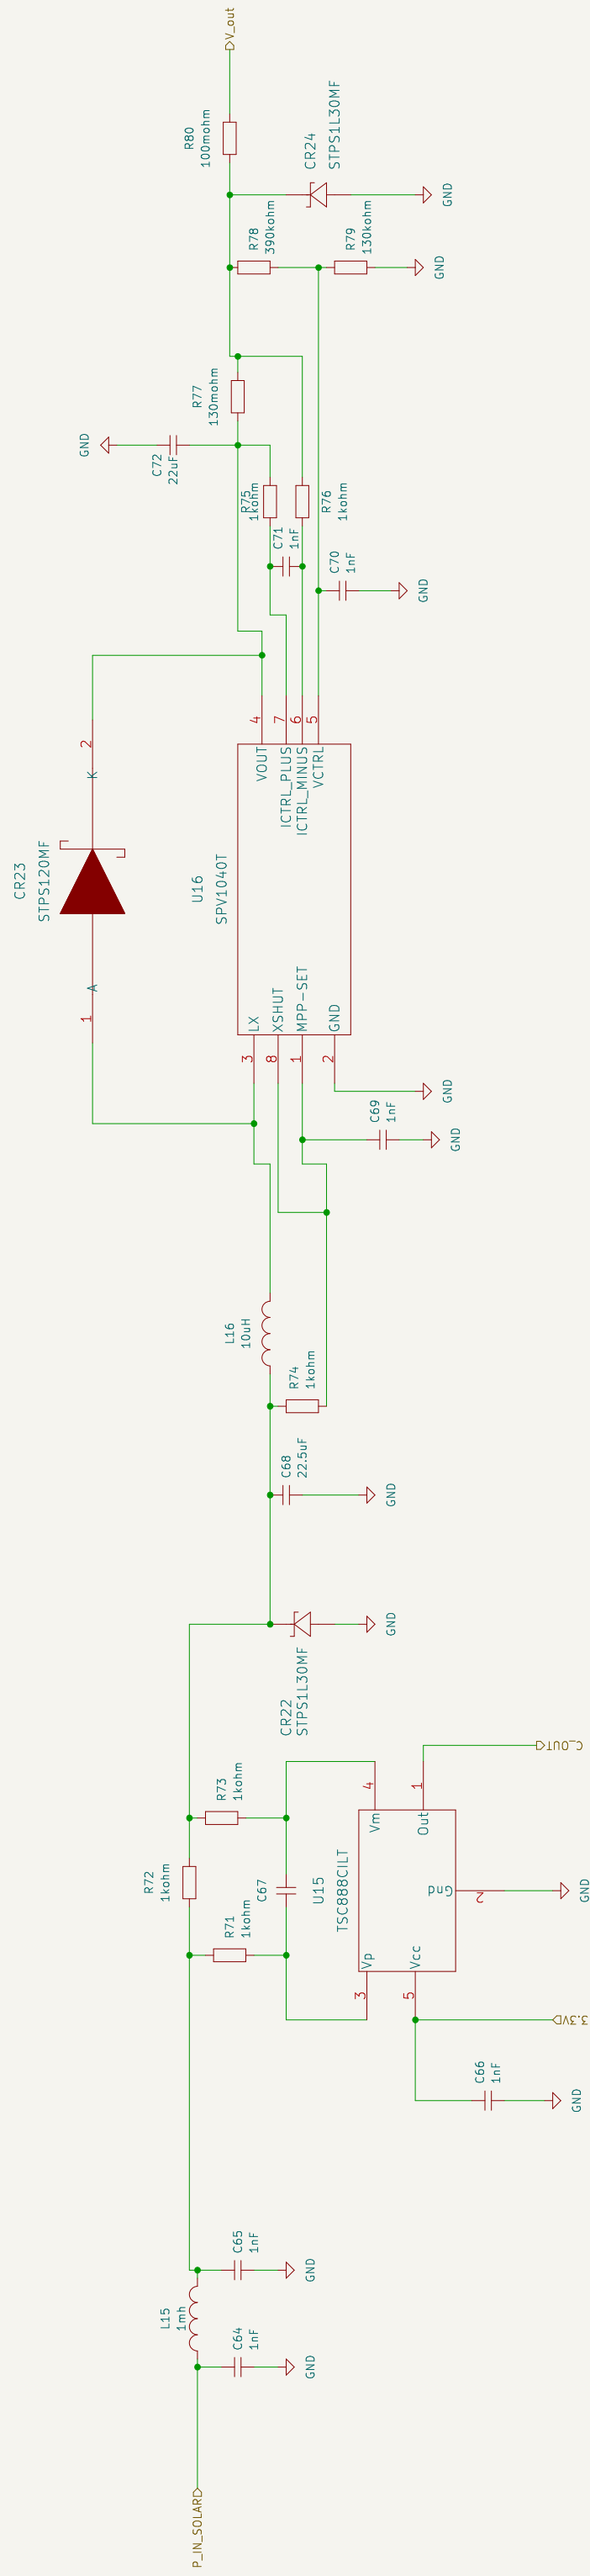 V_out
R80
100mohm
CR24
STPS1L30MF
GND
R78
390kohm
R79
130kohm
GND
R77
130mohm
GND
C72
22uF
R75
1kohm
R76
1kohm
C71
1nF
C70
1nF
GND
4
7
6
5
VOUT
ICTRL_PLUS
ICTRL_MINUS
VCTRL
2
K
CR23
STPS120MF
A
1
U16
SPV1040T
LX
XSHUT
MPP-SET
GND
3
8
1
2
GND
C69
1nF
GND
L16
10uH
R74
1kohm
C68
22.5uF
GND
CR22
STPS1L30MF
GND
C_OUT
R73
1kohm
4
1
Vm
Out
R72
1kohm
C67
U15
TSC888CILT
Gnd
2
GND
R71
1kohm
Vp
Vcc
3
5
3.3VD
C66
1nF
GND
C65
1nF
GND
L15
1mh
C64
1nF
GND
P_IN_SOLAR